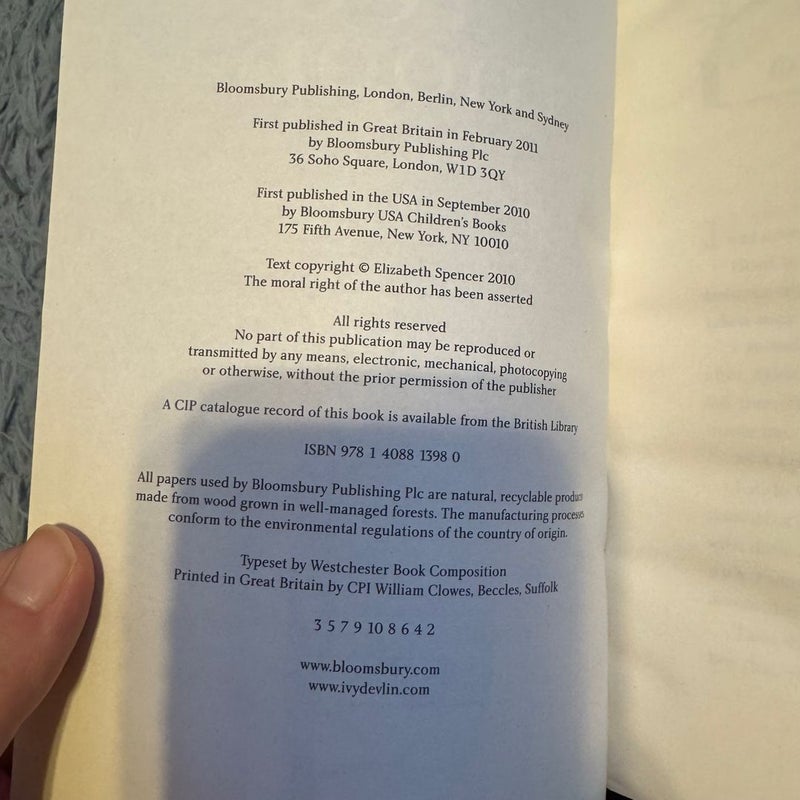 Bloomsbury Publishing, London, Berlin, New York and Sydney
First published in Great Britain in February 2011
by Bloomsbury Publishing Plc
36 Soho Square, London, W1D 3QY
First published in the USA in September 2010
by Bloomsbury USA Children's Books
175 Fifth Avenue, New York, NY 10010
Text copyright © Elizabeth Spencer 2010
The moral right of the author has been asserted
All rights reserved
No part of this publication may be reproduced or
transmitted by any means, electronic, mechanical, photocopying
or otherwise, without the prior permission of the publisher
A CIP catalogue record of this book is available from the British Library
ISBN 978 1 4088 1398 0
All papers used by Bloomsbury Publishing Plc are natural, recyclable products
made from wood grown in well-managed forests. The manufacturing processes
conform to the environmental regulations of the country of origin.
Typeset by Westchester Book Composition
Printed in Great Britain by CPI William Clowes, Beccles, Suffolk
3 5 7 9 10 8 6 4 2
www.bloomsbury.com
www.ivydevlin.com